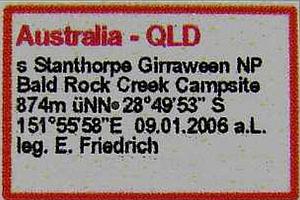 Australia - QLD
s Stanthorpe Girraween NP
Bald Rock Creek Campsite
874m üNN 28°49'53" S
151°55'58"E 09.01.2006 a.L.
leg. E. Friedrich